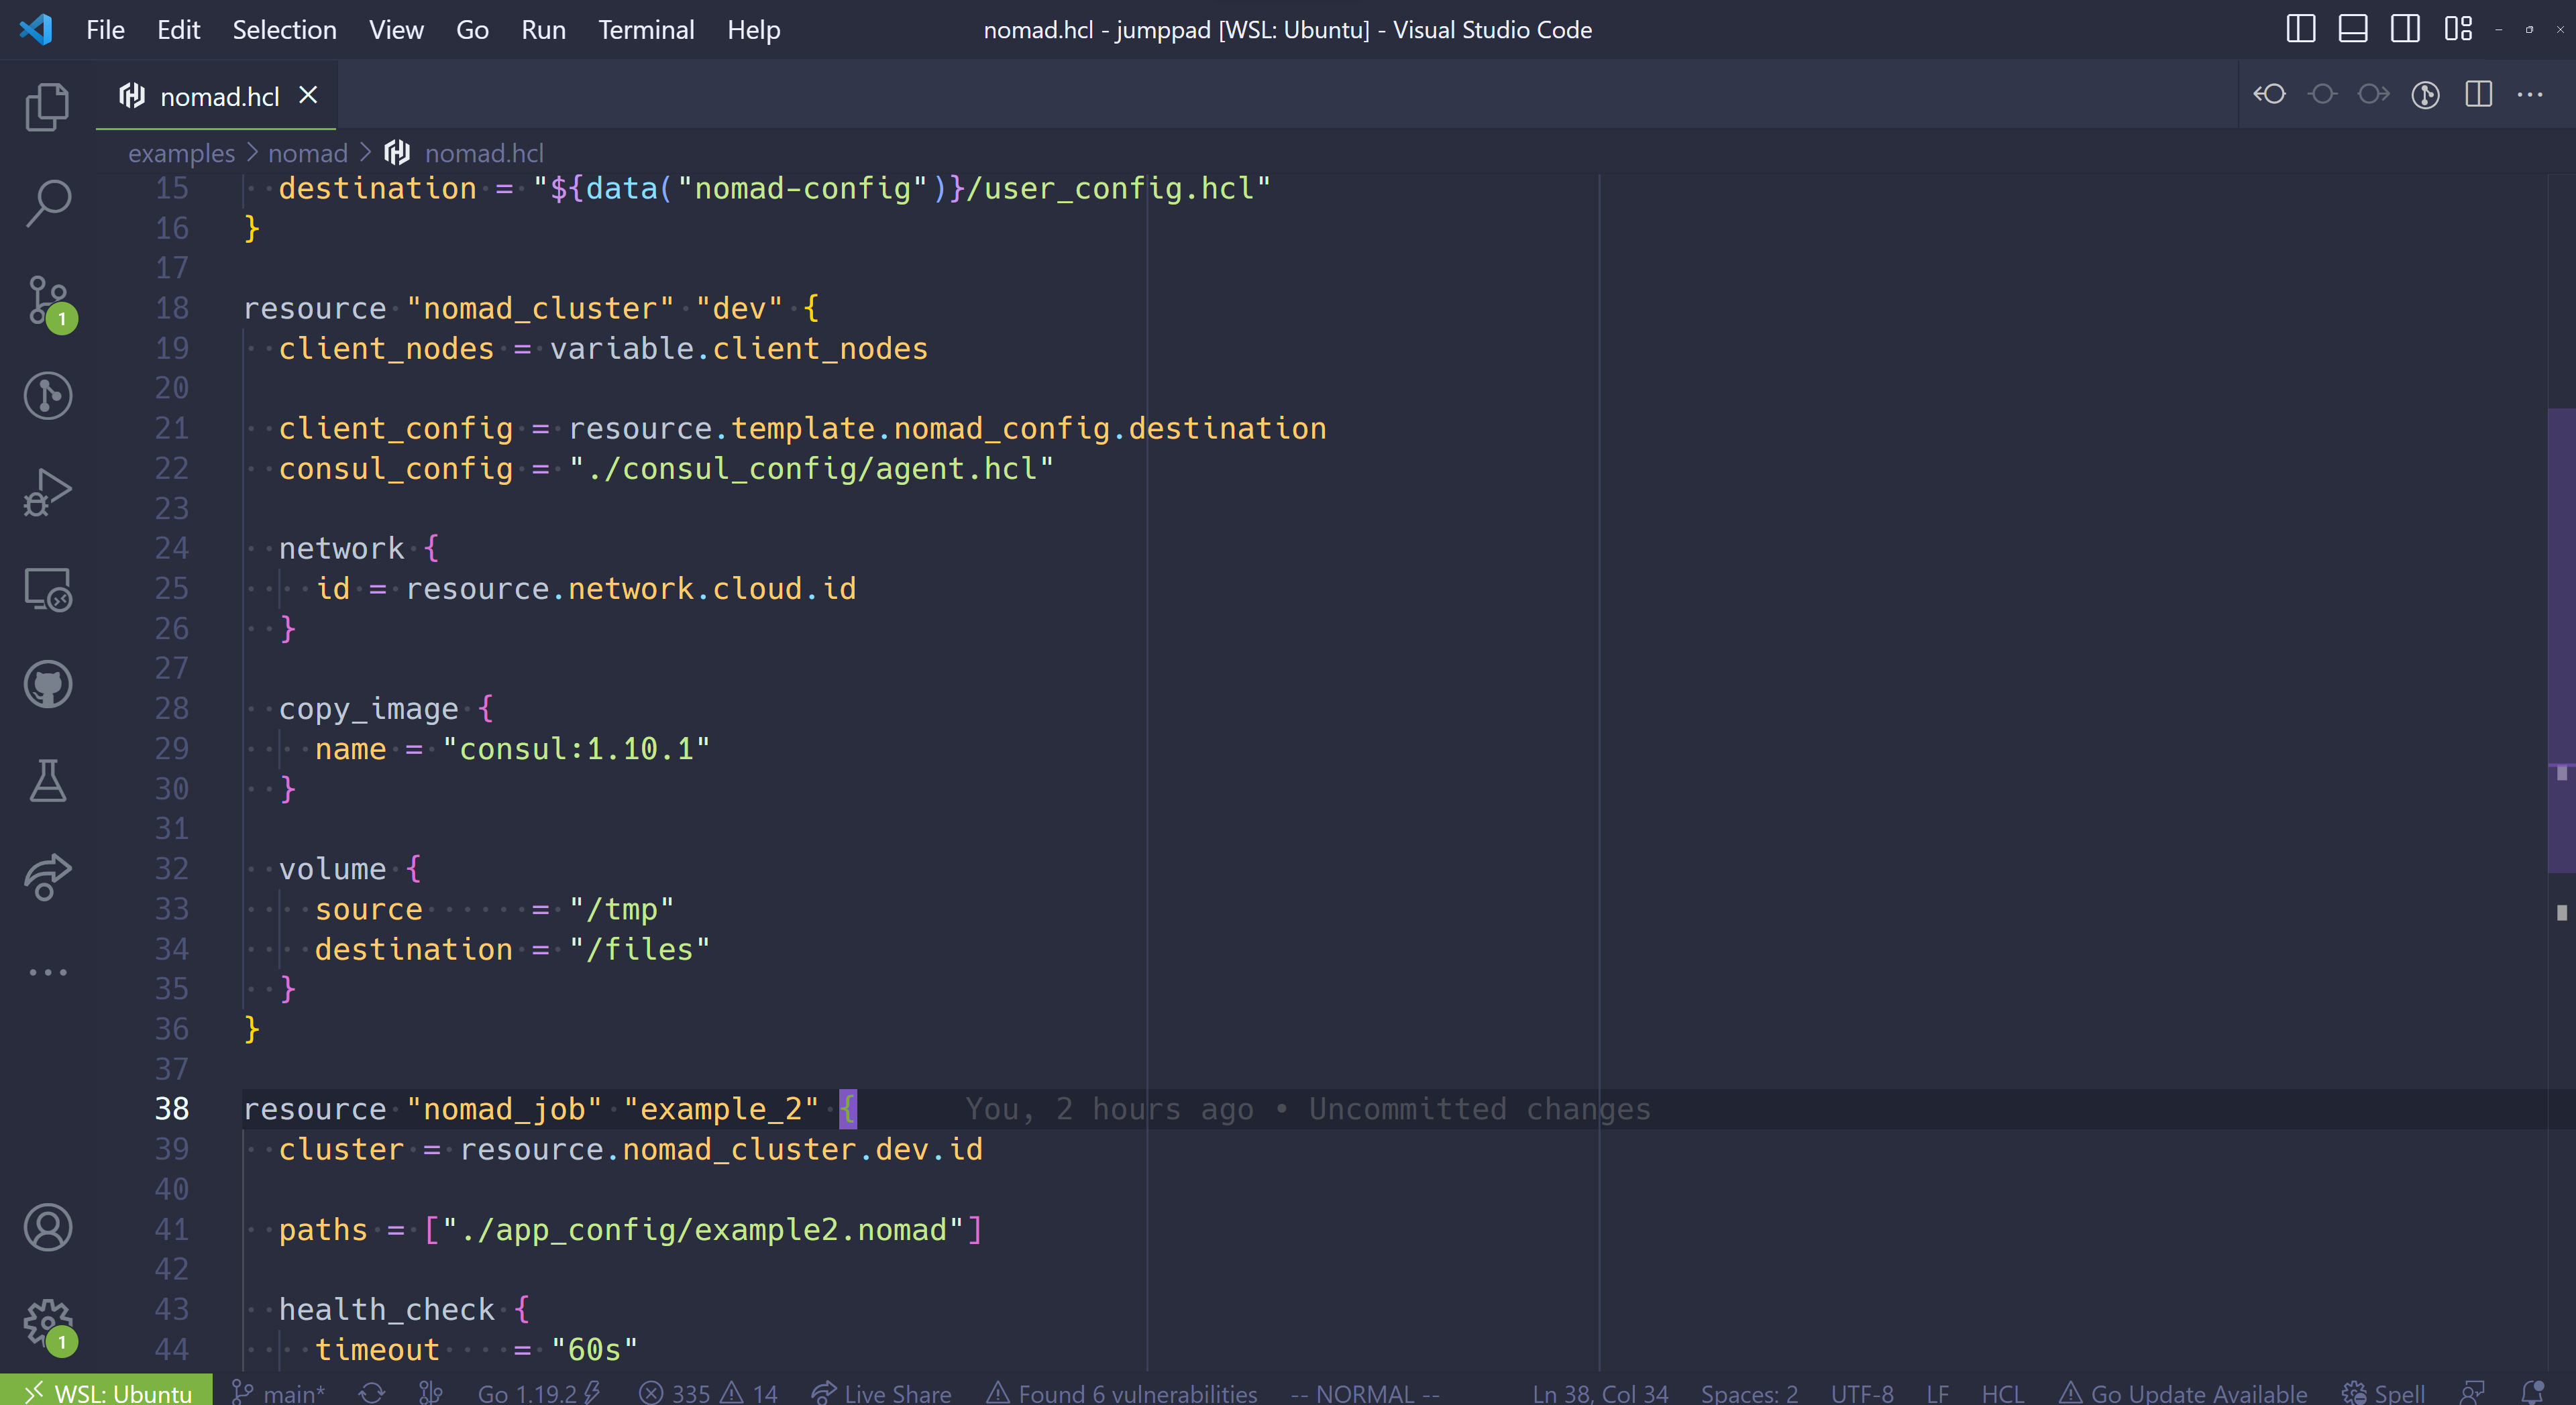 File Edit Selection View Go Run Terminal Help nomad.hcl - jumppad [WSL: Ubuntu] - Visual Studio Code
nomad.hcl
examples > nomad > nomad.hcl
15 destination = "${data("nomad-config")}/user_config.hcl"
16 }
17
18 resource "nomad_cluster" "dev" {
19 client_nodes = variable.client_nodes
20
21 client_config = resource.template.nomad_config.destination
22 consul_config = "./consul_config/agent.hcl"
23
24 network {
25 id = resource.network.cloud.id
26 }
27
28 copy_image {
29 name = "consul:1.10.1"
30 }
31
32 volume {
33 source      = "/tmp"
34 destination = "/files"
35 }
36 }
37
38 resource "nomad_job" "example_2" { You, 2 hours ago • Uncommitted changes
39 cluster = resource.nomad_cluster.dev.id
40
41 paths = ["./app_config/example2.nomad"]
42
43 health_check {
44 timeout    = "60s"
1
1
WSL: Ubuntu main* Go 1.19.2 335 14 Live Share Found 6 vulnerabilities -- NORMAL -- Ln 38, Col 34 Spaces: 2 UTF-8 LF HCL Go Update Available Spell